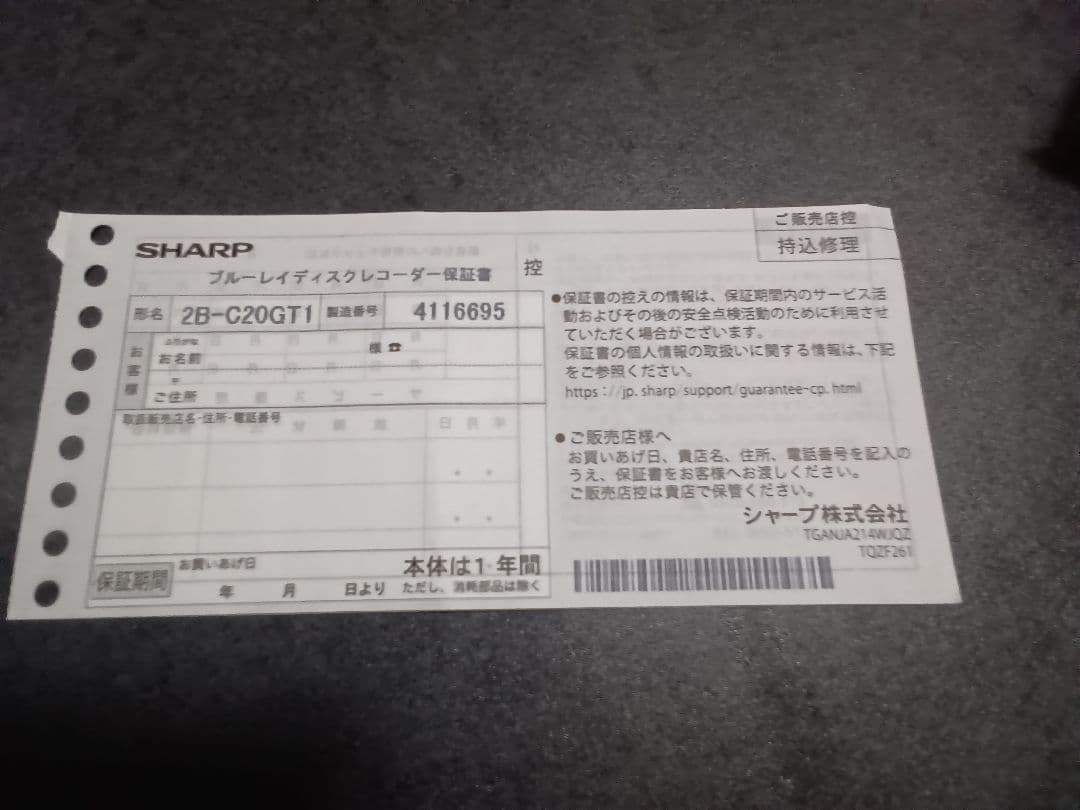 ご販売店控
持込修理
SHARP
ブルーレイディスクレコーダー保証書
控
形名 2B-C20GT1 製造番号 4116695
お客様
ふりがな
お名前 様 ☎
〒
ご住所
取扱販売店名・住所・電話番号
保証期間
お買いあげ日
年 月 日より
本体は1年間
ただし、消耗部品は除く
●保証書の控えの情報は、保証期間内のサービス活
動およびその後の安全点検活動のために利用させ
ていただく場合がございます。
保証書の個人情報の取扱いに関する情報は、下記
をご参照ください。
https://jp.sharp/support/guarantee-cp.html
●ご販売店様へ
お買いあげ日、貴店名、住所、電話番号を記入の
うえ、保証書をお客様へお渡しください。
ご販売店控は貴店で保管ください。
シャープ株式会社
TGANJA214WJQZ
TQZF261